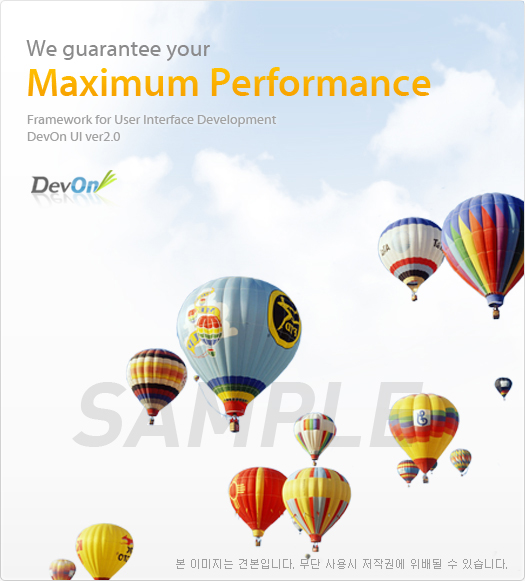 We guarantee your
Maximum Performance
Framework for User Interface Development
DevOn UI ver2.0
DevOn
SAMPLE
본 이미지는 견본입니다. 무단 사용시 저작권에 위배될 수 있습니다.